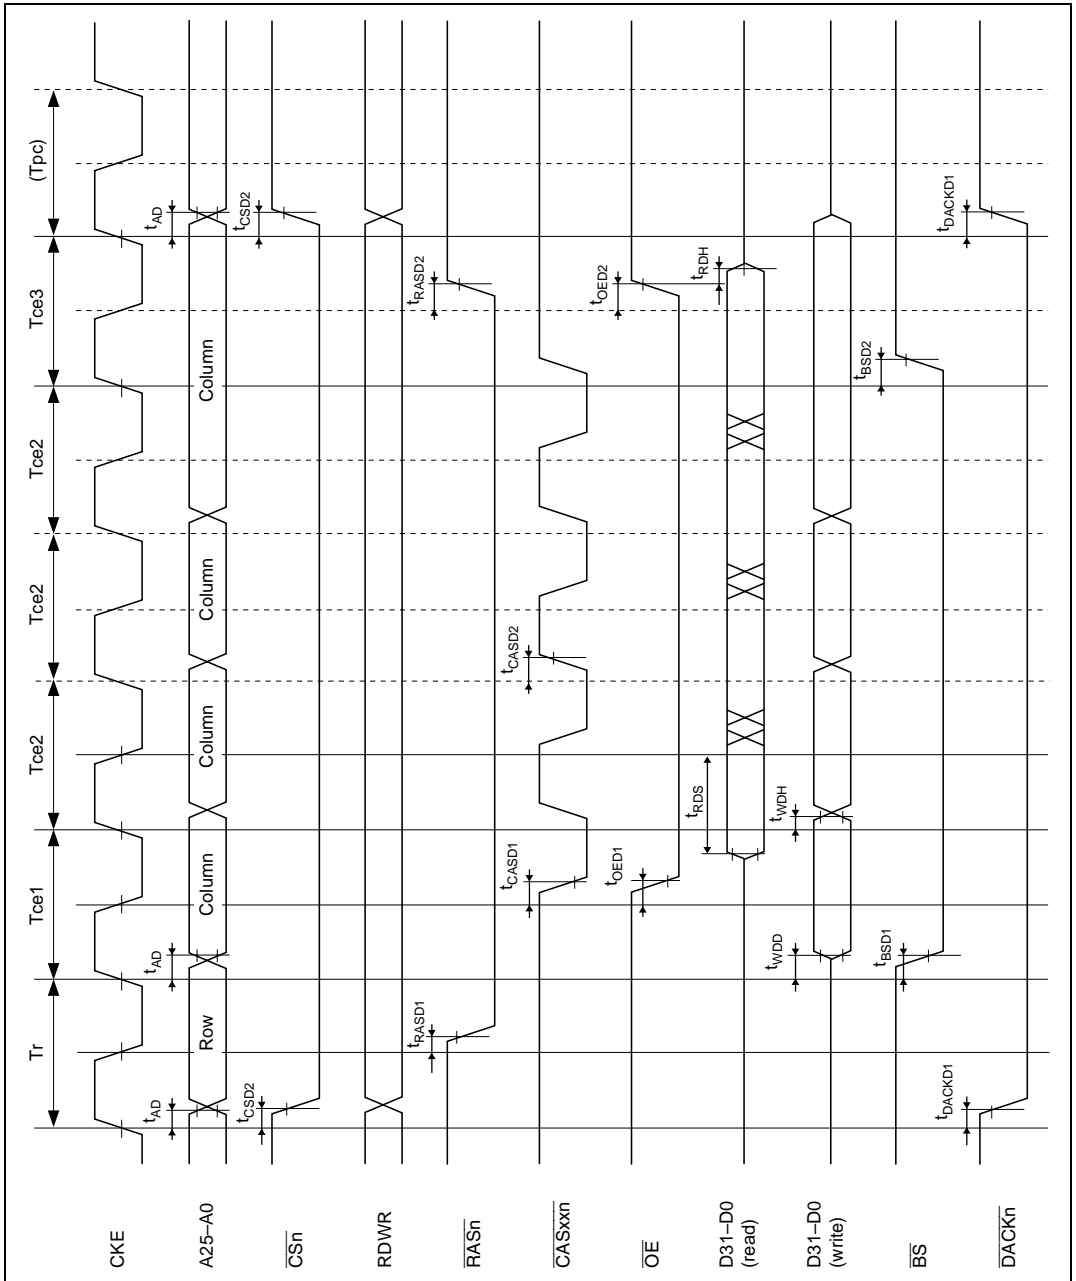 Tr
Tce1
Tce2
Tce2
Tce2
Tce3
(Tpc)
CKE
A25–A0
tAD
Row
tAD
Column
Column
Column
Column
tAD
CSn
tCSD2
tCSD2
RDWR
RASn
tRASD1
tRASD2
CASxxn
tCASD1
tCASD2
OE
tOED1
tOED2
D31–D0
(read)
tRDS
tRDH
D31–D0
(write)
tWDD
tWDH
BS
tBSD1
tBSD2
DACKn
tDACKD1
tDACKD1